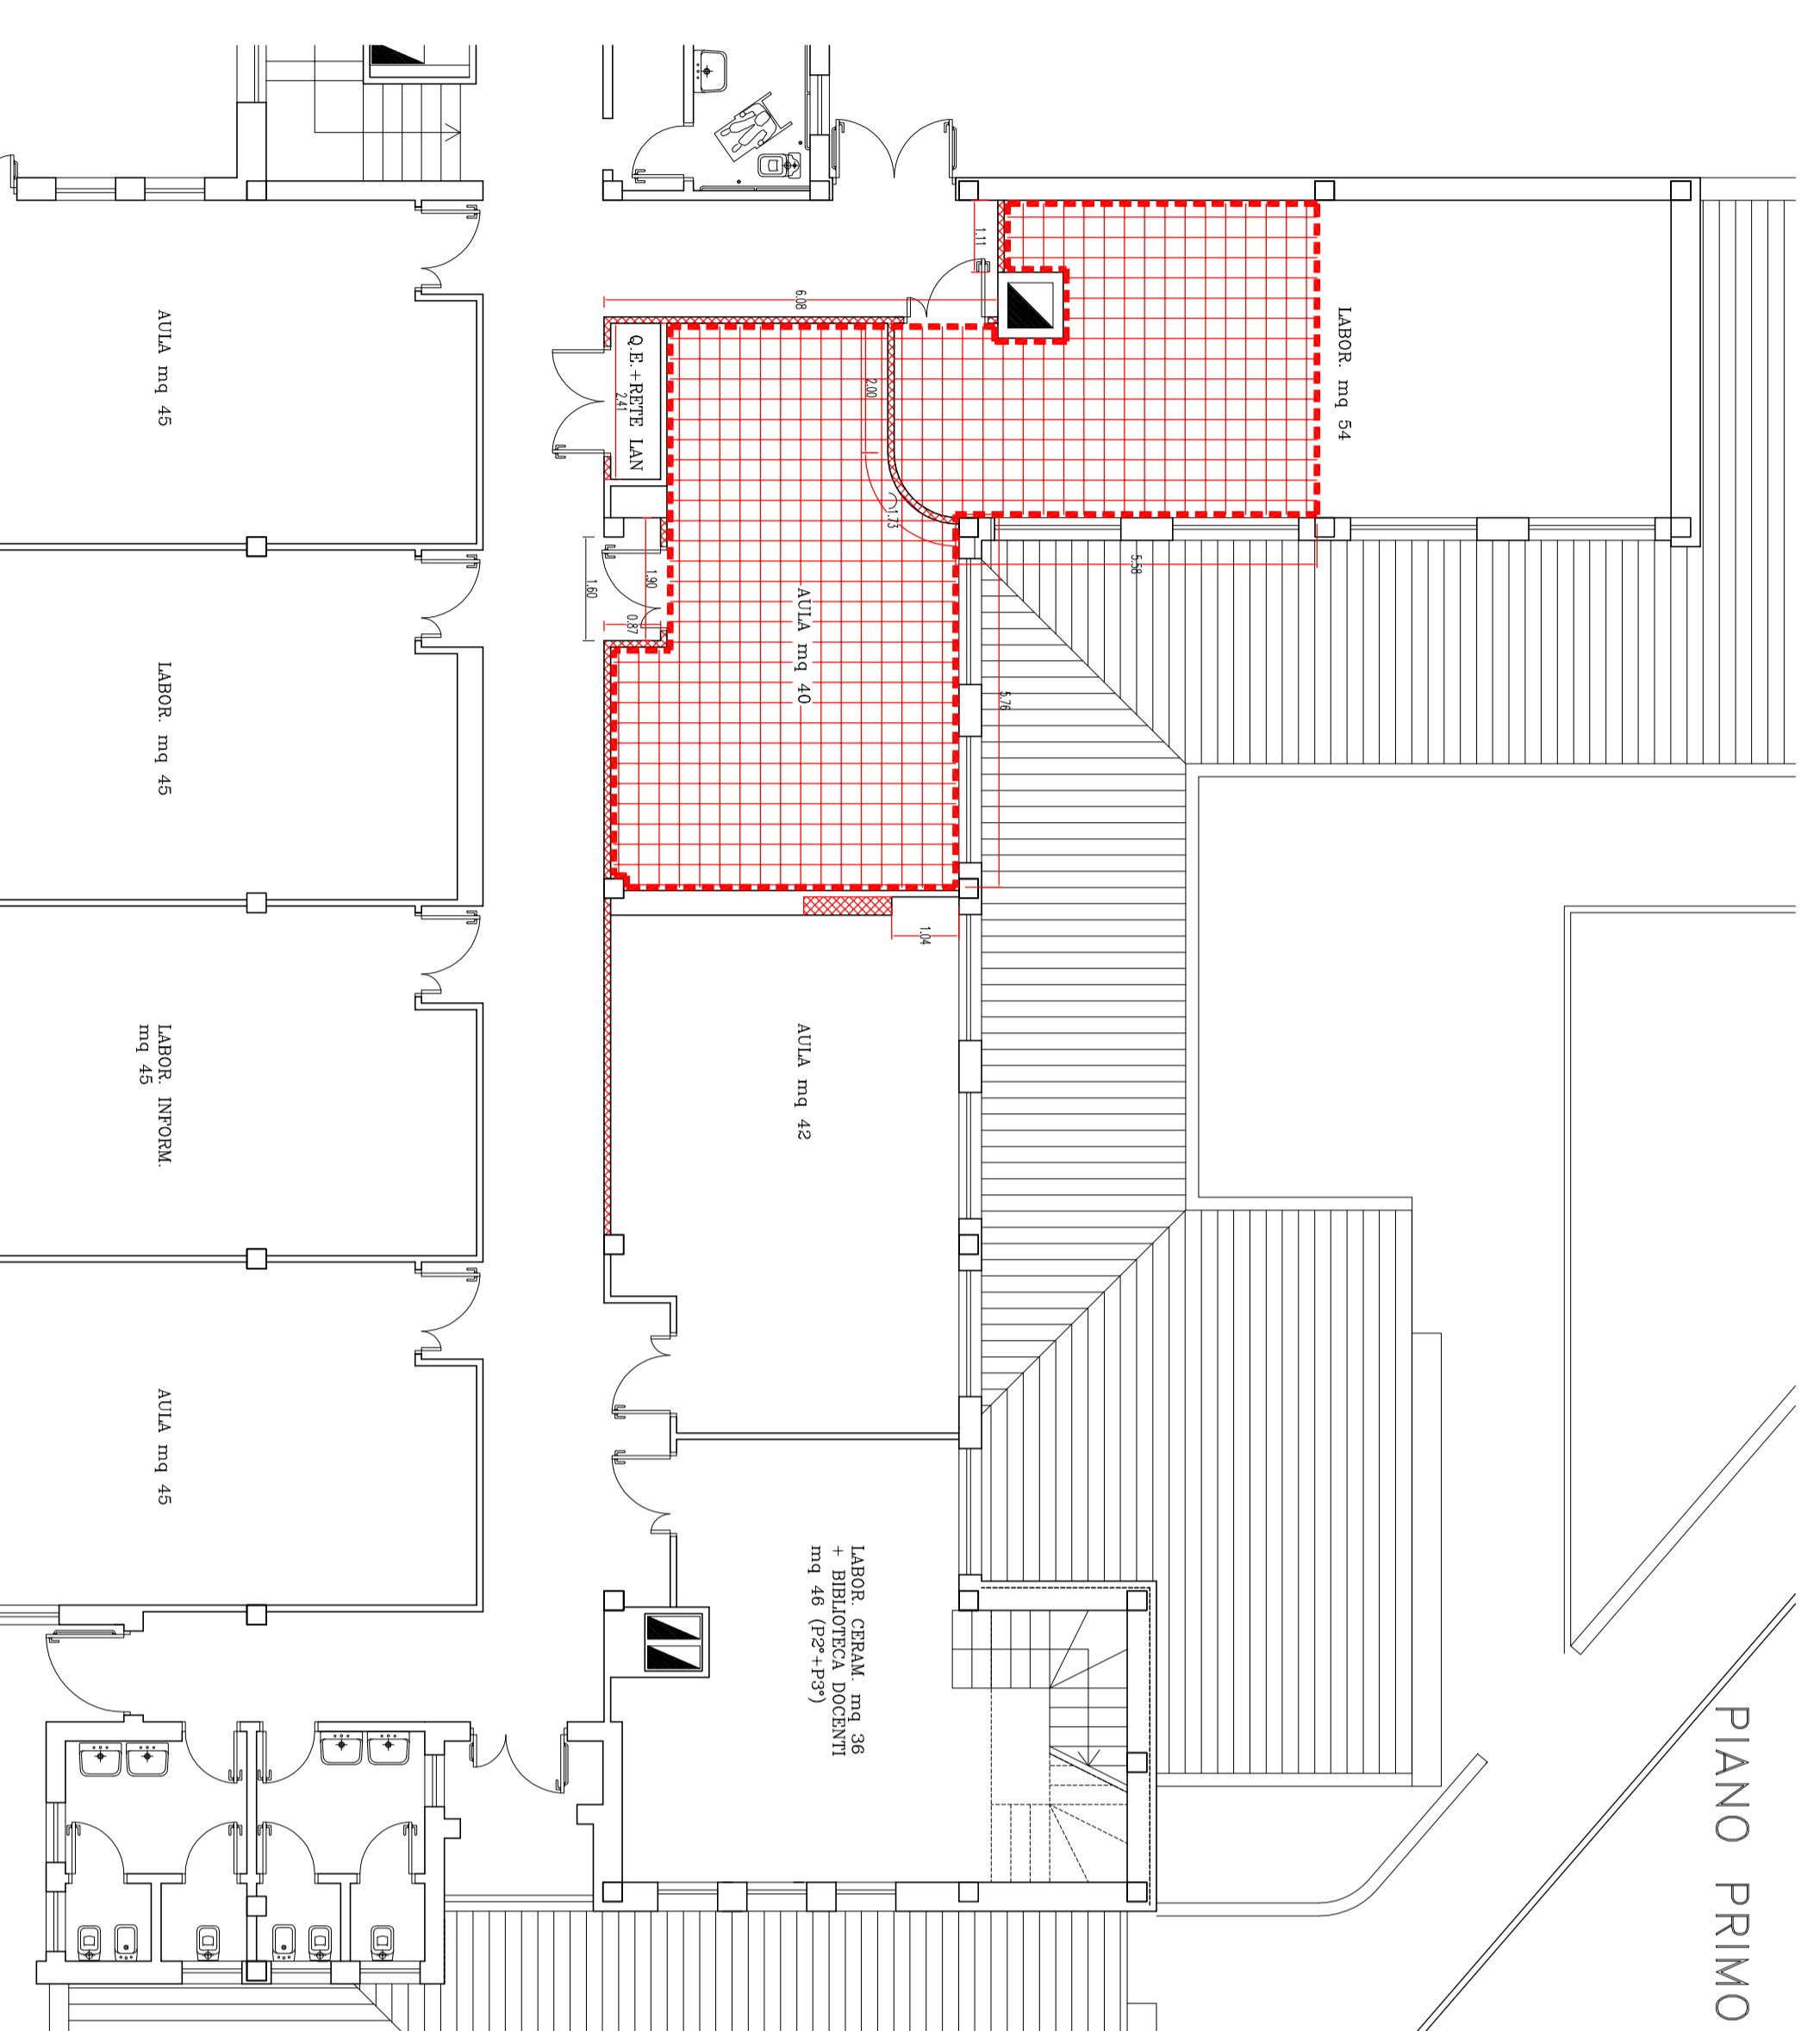 PIANO PRIMO
LABOR. mq 54
1.11
6.08
5.58
2.00
1.73
Q.E.+RETE LAN
2.41
1.90
1.60
0.87
AULA mq 40
5.76
1.04
AULA mq 42
LABOR. CERAM. mq 36
+ BIBLIOTECA DOCENTI
mq 46 (P2°+P3°)
AULA mq 45
LABOR. mq 45
LABOR. INFORM.
mq 45
AULA mq 45